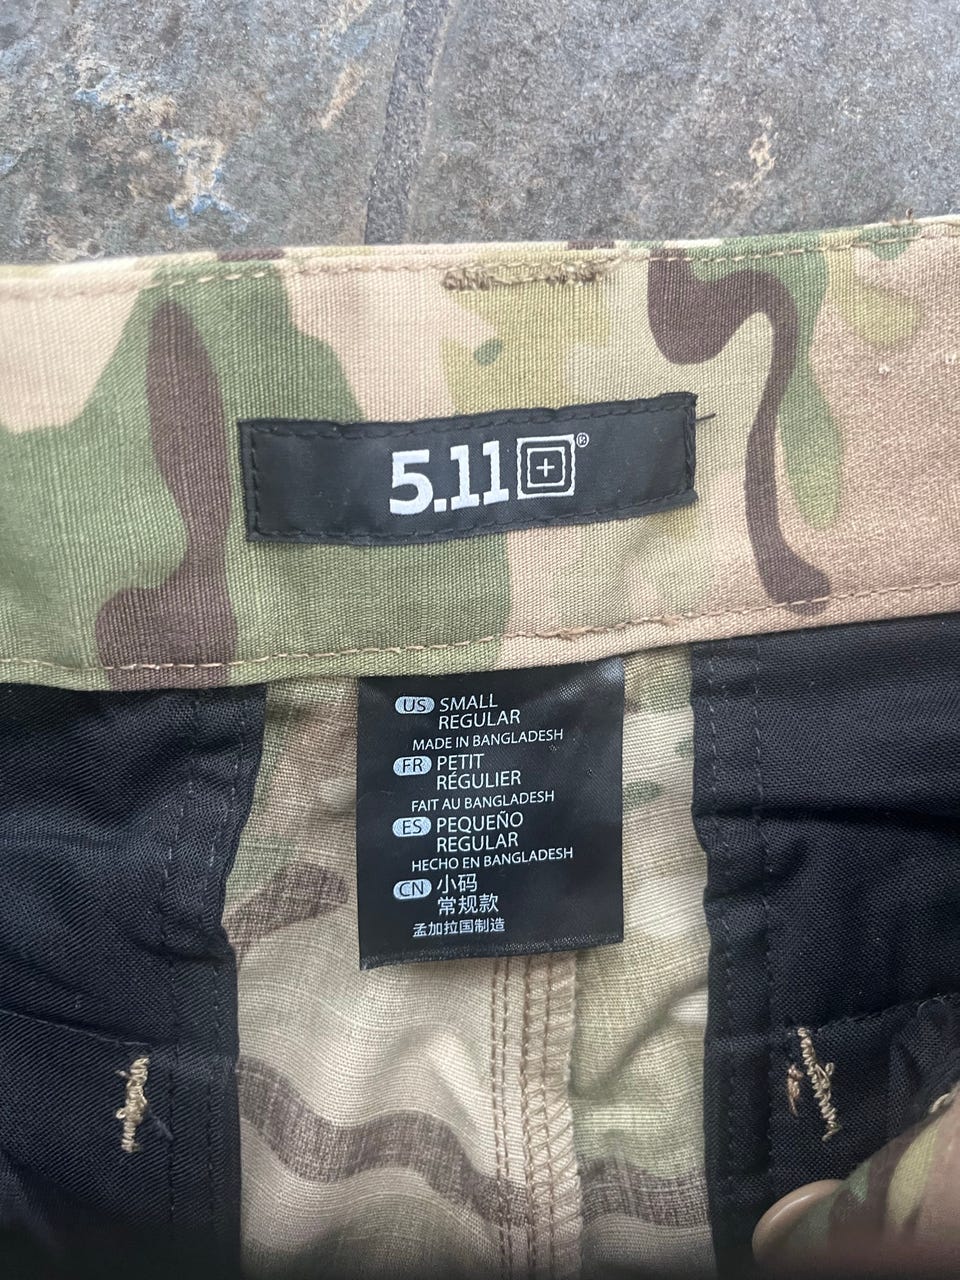 5.11®
US SMALL
REGULAR
MADE IN BANGLADESH
FR PETIT
RÉGULIER
FAIT AU BANGLADESH
ES PEQUEÑO
REGULAR
HECHO EN BANGLADESH
CN 小码
常规款
孟加拉国制造